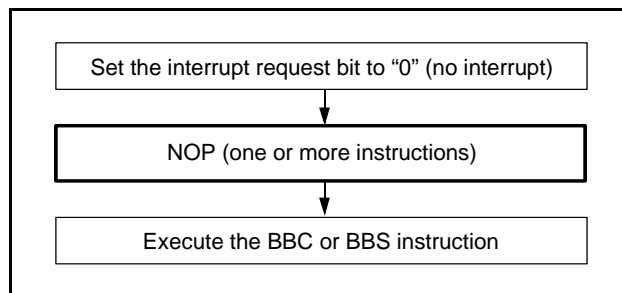 Set the interrupt request bit to “0” (no interrupt)
NOP (one or more instructions)
Execute the BBC or BBS instruction